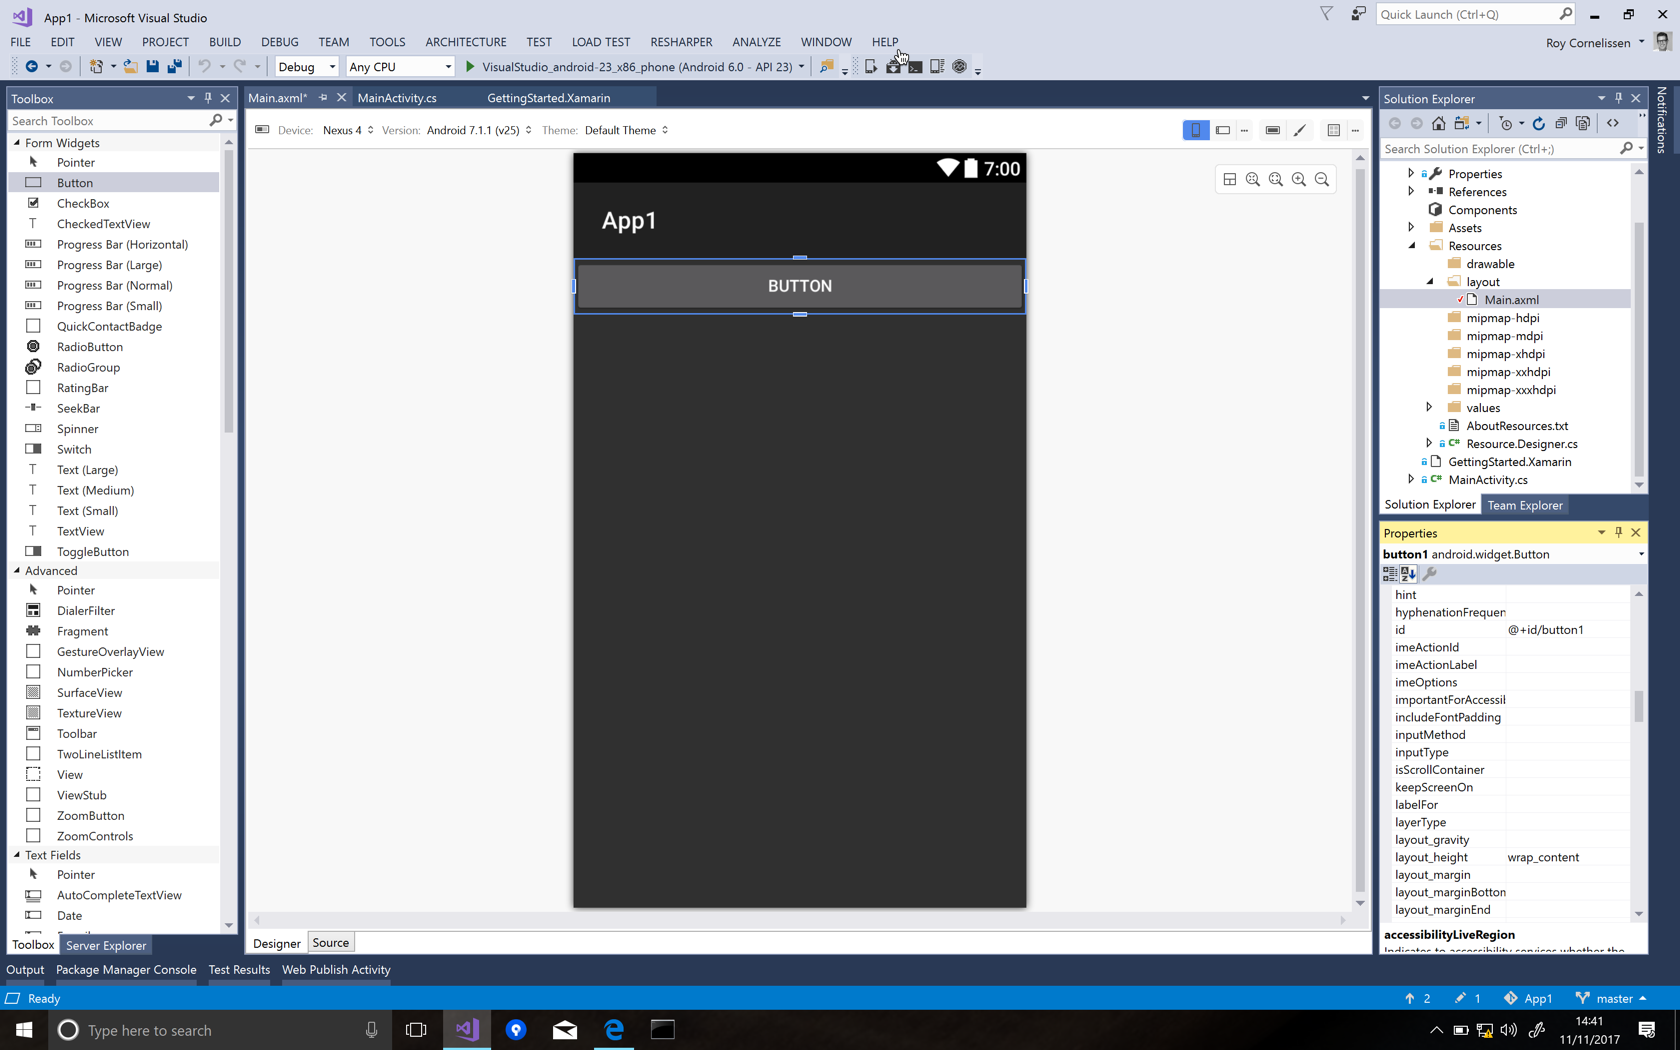 App1 - Microsoft Visual Studio
Quick Launch (Ctrl+Q)
FILE EDIT VIEW PROJECT BUILD DEBUG TEAM TOOLS ARCHITECTURE TEST LOAD TEST RESHARPER ANALYZE WINDOW HELP
Roy Cornelissen
Debug Any CPU VisualStudio_android-23_x86_phone (Android 6.0 - API 23)
Toolbox
Search Toolbox
Form Widgets
Pointer
Button
CheckBox
CheckedTextView
Progress Bar (Horizontal)
Progress Bar (Large)
Progress Bar (Normal)
Progress Bar (Small)
QuickContactBadge
RadioButton
RadioGroup
RatingBar
SeekBar
Spinner
Switch
Text (Large)
Text (Medium)
Text (Small)
TextView
ToggleButton
Advanced
Pointer
DialerFilter
Fragment
GestureOverlayView
NumberPicker
SurfaceView
TextureView
Toolbar
TwoLineListItem
View
ViewStub
ZoomButton
ZoomControls
Text Fields
Pointer
AutoCompleteTextView
Date
Toolbox Server Explorer
Main.axml* MainActivity.cs GettingStarted.Xamarin
Device: Nexus 4 Version: Android 7.1.1 (v25) Theme: Default Theme
7:00
App1
BUTTON
Designer Source
Solution Explorer
Search Solution Explorer (Ctrl+;)
Properties
References
Components
Assets
Resources
drawable
layout
Main.axml
mipmap-hdpi
mipmap-mdpi
mipmap-xhdpi
mipmap-xxhdpi
mipmap-xxxhdpi
values
AboutResources.txt
Resource.Designer.cs
GettingStarted.Xamarin
MainActivity.cs
Solution Explorer Team Explorer
Notifications
Properties
button1 android.widget.Button
hint
hyphenationFrequen
id @+id/button1
imeActionId
imeActionLabel
imeOptions
importantForAccessil
includeFontPadding
inputMethod
inputType
isScrollContainer
keepScreenOn
labelFor
layerType
layout_gravity
layout_height wrap_content
layout_margin
layout_marginBottom
layout_marginEnd
accessibilityLiveRegion
Indicates to accessibility services whether the
Output Package Manager Console Test Results Web Publish Activity
Ready
2 1 App1 master
Type here to search
14:41
11/11/2017